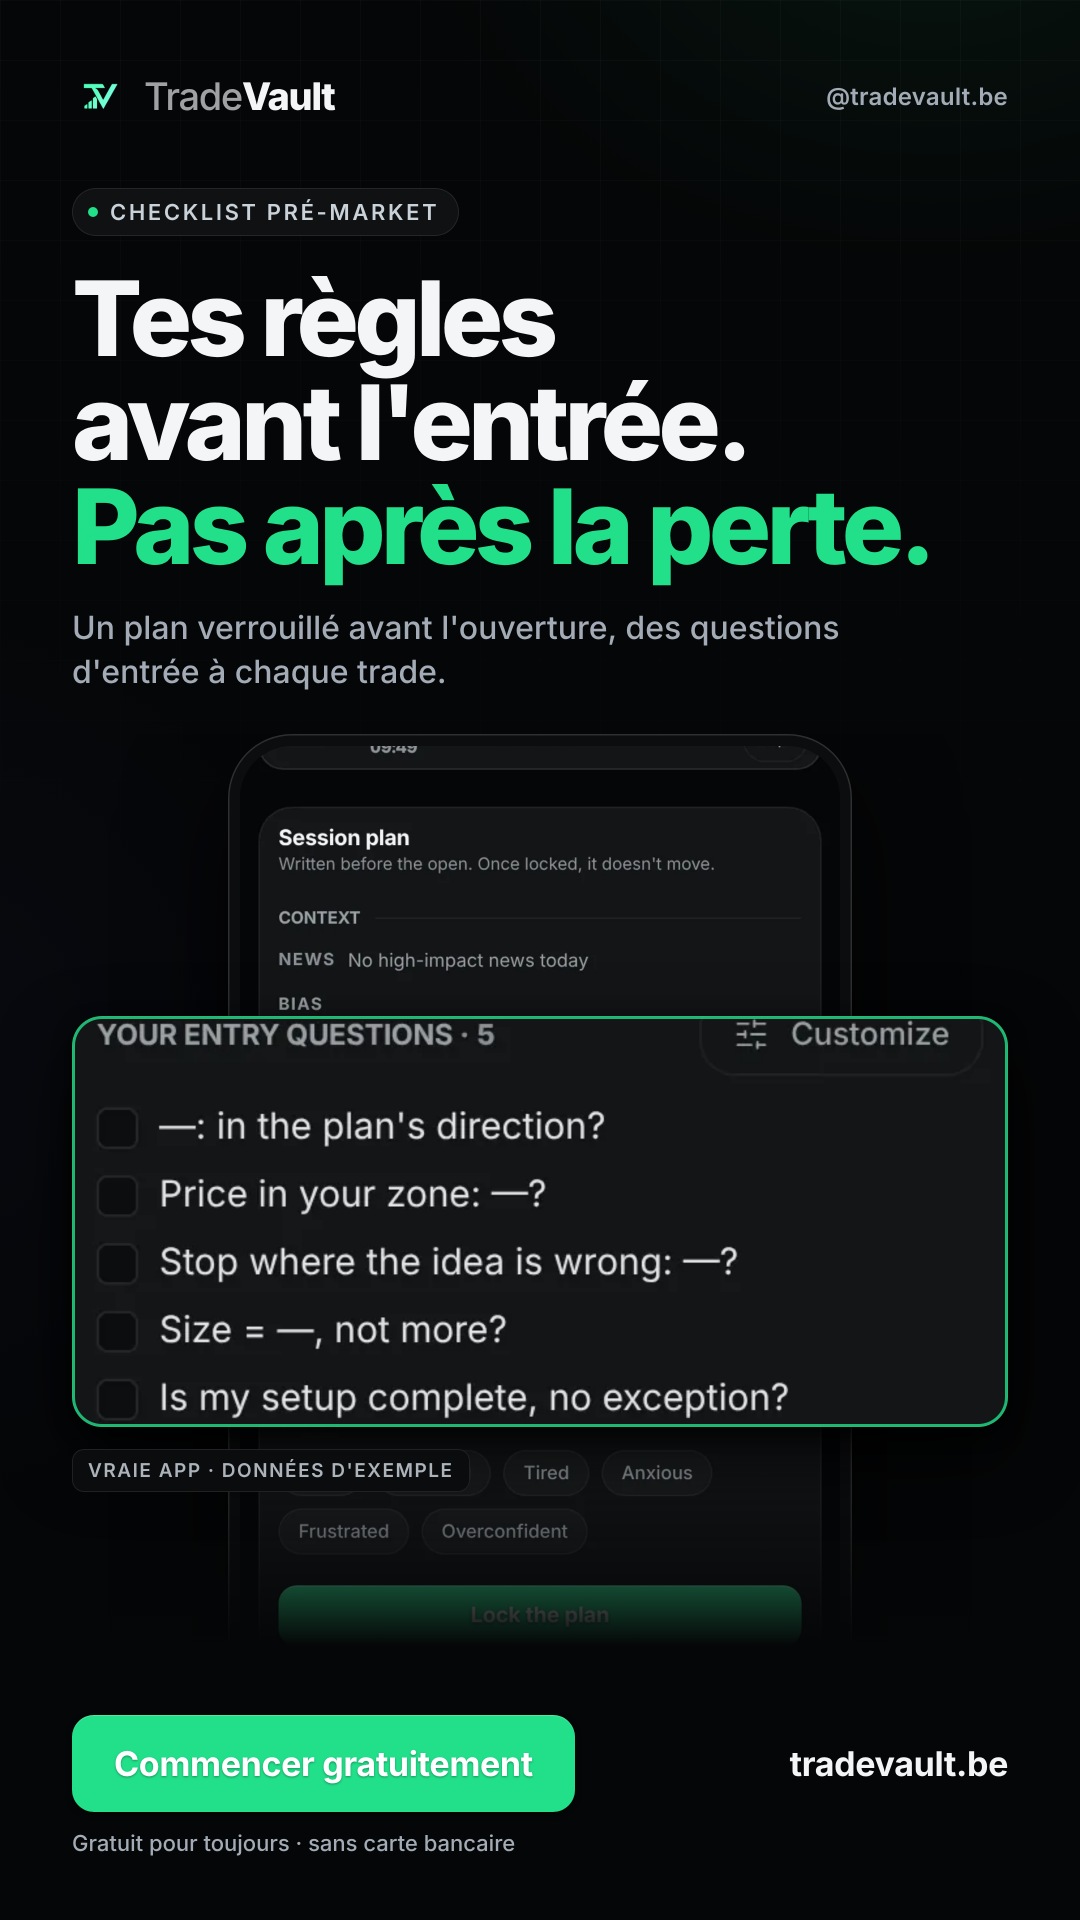 TradeVault
@tradevault.be
CHECKLIST PRÉ-MARKET
Tes règles
avant l'entrée.
Pas après la perte.
Un plan verrouillé avant l'ouverture, des questions
d'entrée à chaque trade.
09:49
Session plan
Written before the open. Once locked, it doesn't move.
CONTEXT
NEWS No high-impact news today
BIAS
YOUR ENTRY QUESTIONS · 5
Customize
—: in the plan's direction?
Price in your zone: —?
Stop where the idea is wrong: —?
Size = —, not more?
Is my setup complete, no exception?
VRAIE APP · DONNÉES D'EXEMPLE
Tired
Anxious
Frustrated
Overconfident
Lock the plan
Commencer gratuitement
tradevault.be
Gratuit pour toujours · sans carte bancaire